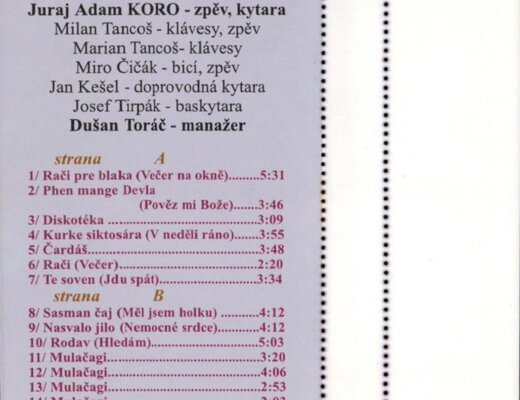 Juraj Adam KORO - zpěv, kytara
Milan Tancoš - klávesy, zpěv
Marian Tancoš- klávesy
Miro Čičák - bicí, zpěv
Jan Kešel - doprovodná kytara
Josef Tirpák - baskytara
Dušan Toráč - manažer
strana A
1/ Rači pre blaka (Večer na okně).........5:31
2/ Phen mange Devla
(Pověz mi Bože).......3:46
3/ Diskotéka .............................................3:09
4/ Kurke siktosára (V neděli ráno).......3:55
5/ Čardáš...................................................3:48
6/ Račí (Večer).........................................2:20
7/ Te soven (Jdu spát)............................3:34
strana B
8/ Sasman čaj (Měl jsem holku) ..........4:12
9/ Nasvalo jilo (Nemocné srdce)...........4:12
10/ Rodav (Hledám)...............................5:03
11/ Mulačagi............................................3:20
12/ Mulačagi............................................4:06
13/ Mulačagi............................................2:53